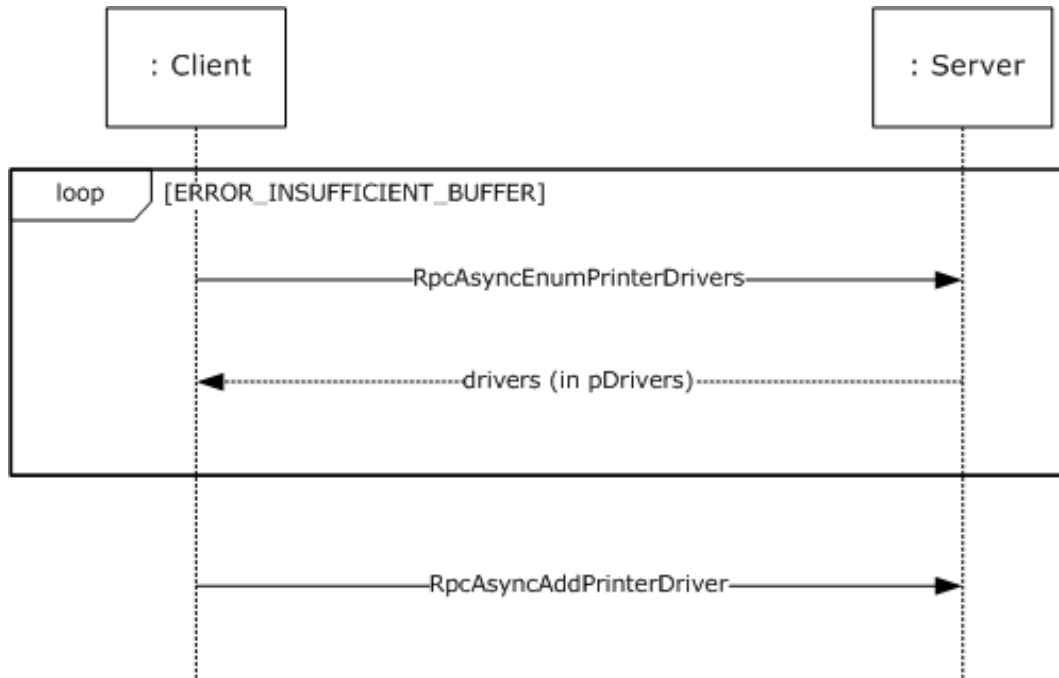 : Client
: Server
loop
[ERROR_INSUFFICIENT_BUFFER]
RpcAsyncEnumPrinterDrivers
drivers (in pDrivers)
RpcAsyncAddPrinterDriver